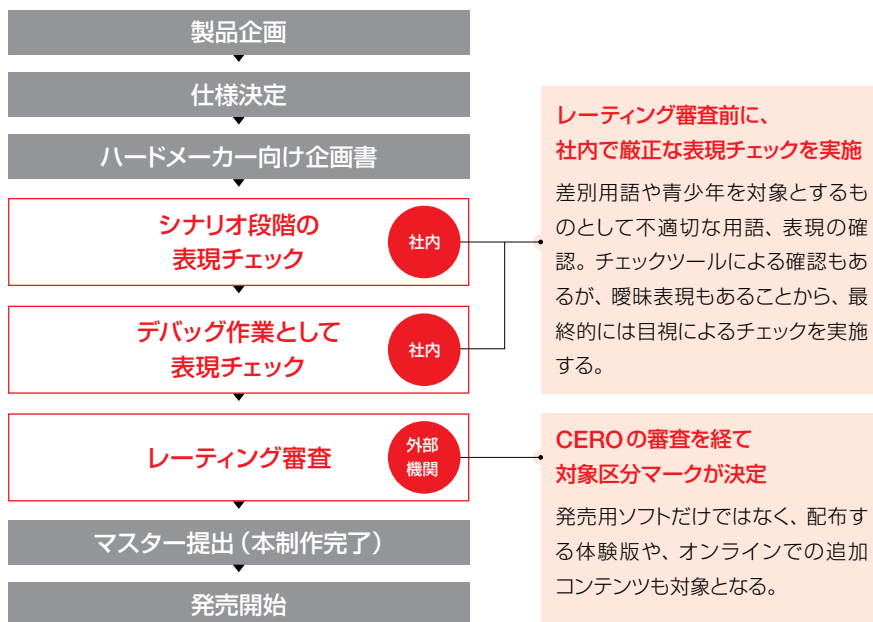 製品企画
仕様決定
ハードメーカー向け企画書
シナリオ段階の
表現チェック
社内
デバッグ作業として
表現チェック
社内
レーティング審査
外部
機関
マスター提出（本制作完了）
発売開始
レーティング審査前に、
社内で厳正な表現チェックを実施
差別用語や青少年を対象とするも
のとして不適切な用語、表現の確
認。チェックツールによる確認もあ
るが、曖昧表現もあることから、最
終的には目視によるチェックを実施
する。
CEROの審査を経て
対象区分マークが決定
発売用ソフトだけではなく、配布す
る体験版や、オンラインでの追加
コンテンツも対象となる。